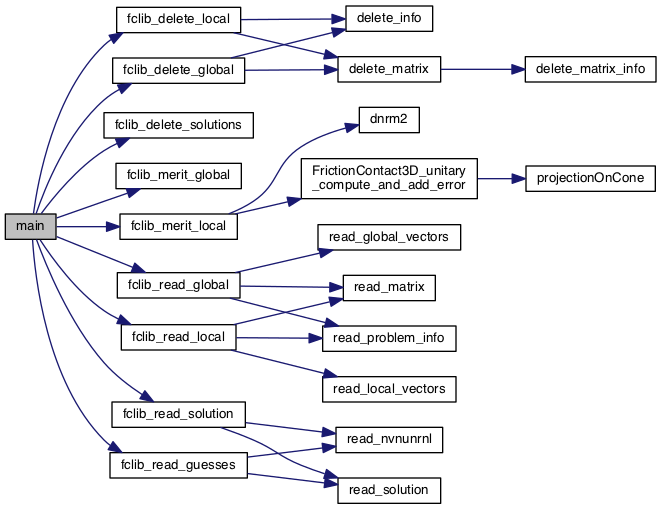 fclib_delete_local
delete_info
fclib_delete_global
delete_matrix
delete_matrix_info
fclib_delete_solutions
dnrm2
fclib_merit_global
FrictionContact3D_unitary
_compute_and_add_error
projectionOnCone
main
fclib_merit_local
read_global_vectors
fclib_read_global
read_matrix
fclib_read_local
read_problem_info
read_local_vectors
fclib_read_solution
read_nvnunrnl
fclib_read_guesses
read_solution